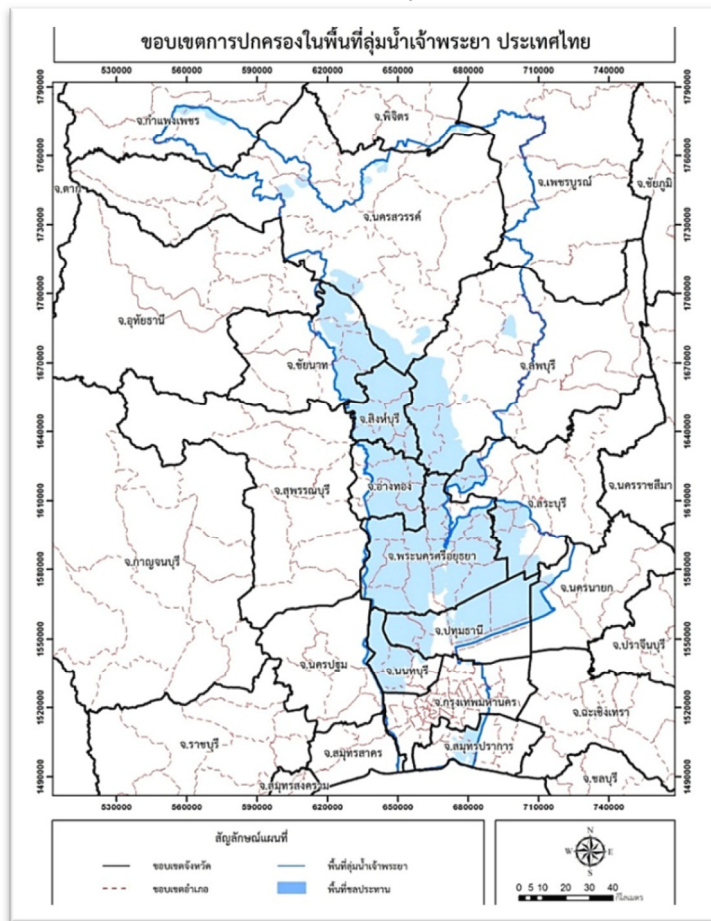 ขอบเขตการปกครองในพื้นที่ลุ่มน้ำเจ้าพระยา ประเทศไทย
530000 560000 590000 620000 650000 680000 710000 740000
1790000
1760000
1730000
1700000
1670000
1640000
1610000
1580000
1550000
1520000
1490000
จ.กำแพงเพชร
จ.พิจิตร
จ.ตาก
จ.เพชรบูรณ์
จ.ชัยภูมิ
จ.นครสวรรค์
จ.อุทัยธานี
จ.ชัยนาท
จ.ลพบุรี
จ.สิงห์บุรี
จ.สุพรรณบุรี
จ.อ่างทอง
จ.สระบุรี
จ.นครราชสีมา
จ.กาญจนบุรี
จ.พระนครศรีอยุธยา
จ.นครนายก
จ.ปทุมธานี
จ.ปราจีนบุรี
จ.นครปฐม
จ.นนทบุรี
จ.กรุงเทพมหานคร
จ.ฉะเชิงเทรา
จ.ราชบุรี
จ.สมุทรสาคร
จ.สมุทรปราการ
จ.สมุทรสงคราม
จ.ชลบุรี
530000 560000 590000 620000 650000 680000 710000 740000
สัญลักษณ์แผนที่
ขอบเขตจังหวัด
พื้นที่ลุ่มน้ำเจ้าพระยา
ขอบเขตอำเภอ
พื้นที่ชลประทาน
N
W E
S
0 5 10 20 30 40
กิโลเมตร